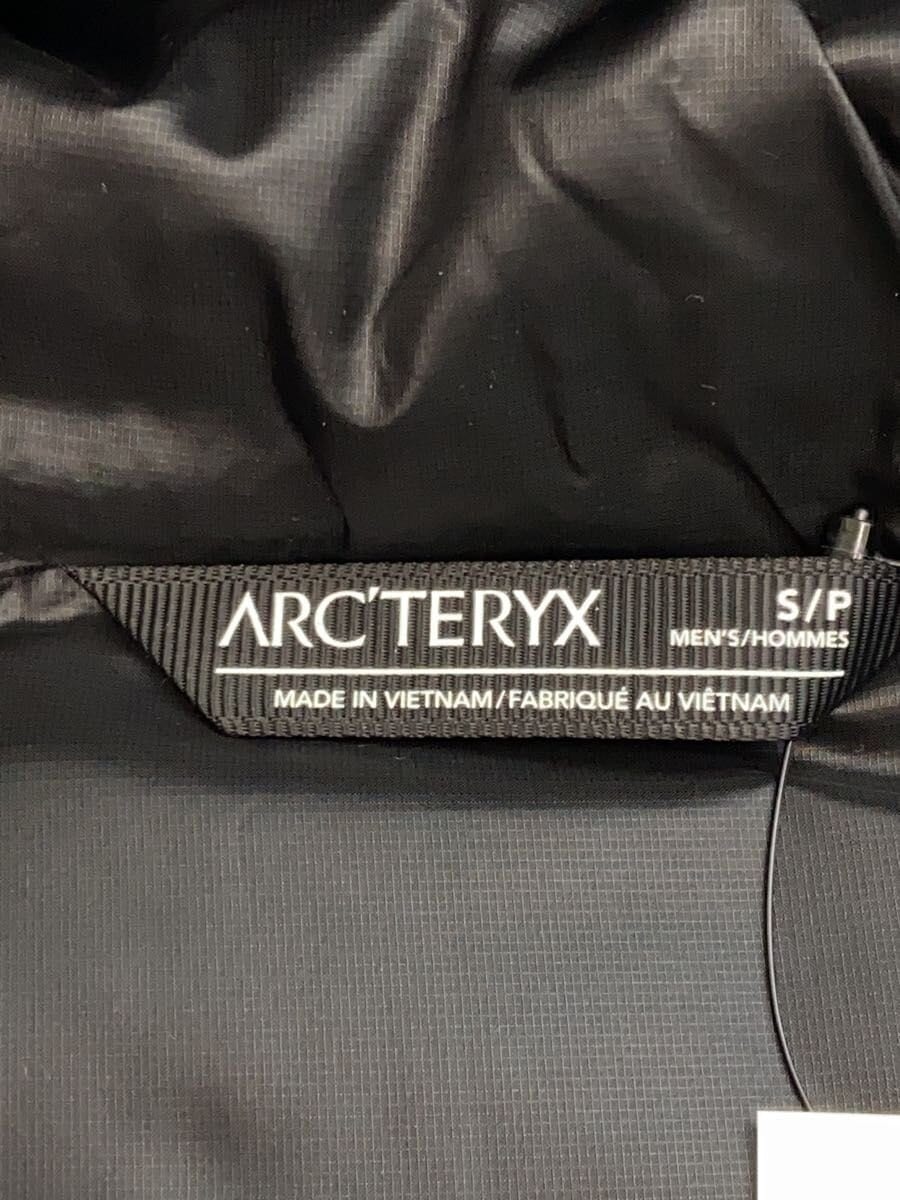 ARC'TERYX
S/P
MEN'S/HOMMES
MADE IN VIETNAM/FABRIQUÉ AU VIÊTNAM